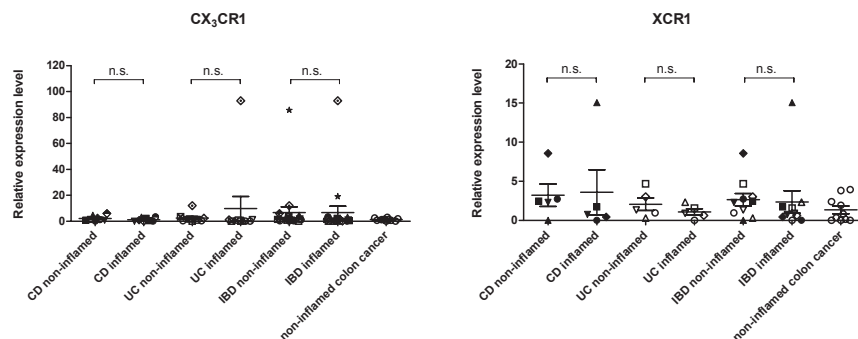 CX₃CR1
Relative expression level
120
100
80
60
40
20
0
n.s.
n.s.
n.s.
CD non-inflamed
CD inflamed
UC non-inflamed
UC inflamed
IBD non-inflamed
IBD inflamed
non-inflamed colon cancer
XCR1
Relative expression level
20
15
10
5
0
n.s.
n.s.
n.s.
CD non-inflamed
CD inflamed
UC non-inflamed
UC inflamed
IBD non-inflamed
IBD inflamed
non-inflamed colon cancer